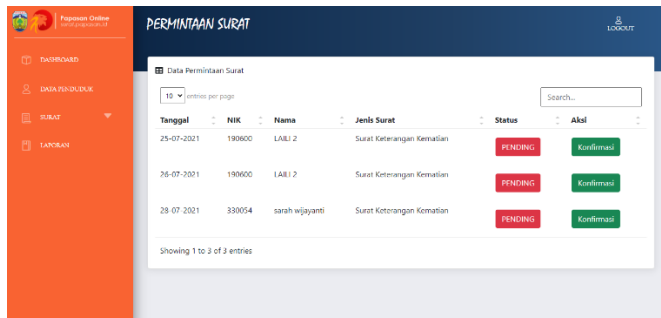 Paposan Online
PERMINTAAN SURAT
LOGOUT
DASHBOARD
DATA PENDUDUK
SURAT
LAPORAN
Data Permintaan Surat
10 entries per page
Search...
Tanggal NIK Nama Jenis Surat Status Aksi
25-07-2021 190600 LAILI 2 Surat Keterangan Kematian PENDING Konfirmasi
26-07-2021 190600 LAILI 2 Surat Keterangan Kematian PENDING Konfirmasi
28-07-2021 330054 sarah wijayanti Surat Keterangan Kematian PENDING Konfirmasi
Showing 1 to 3 of 3 entries